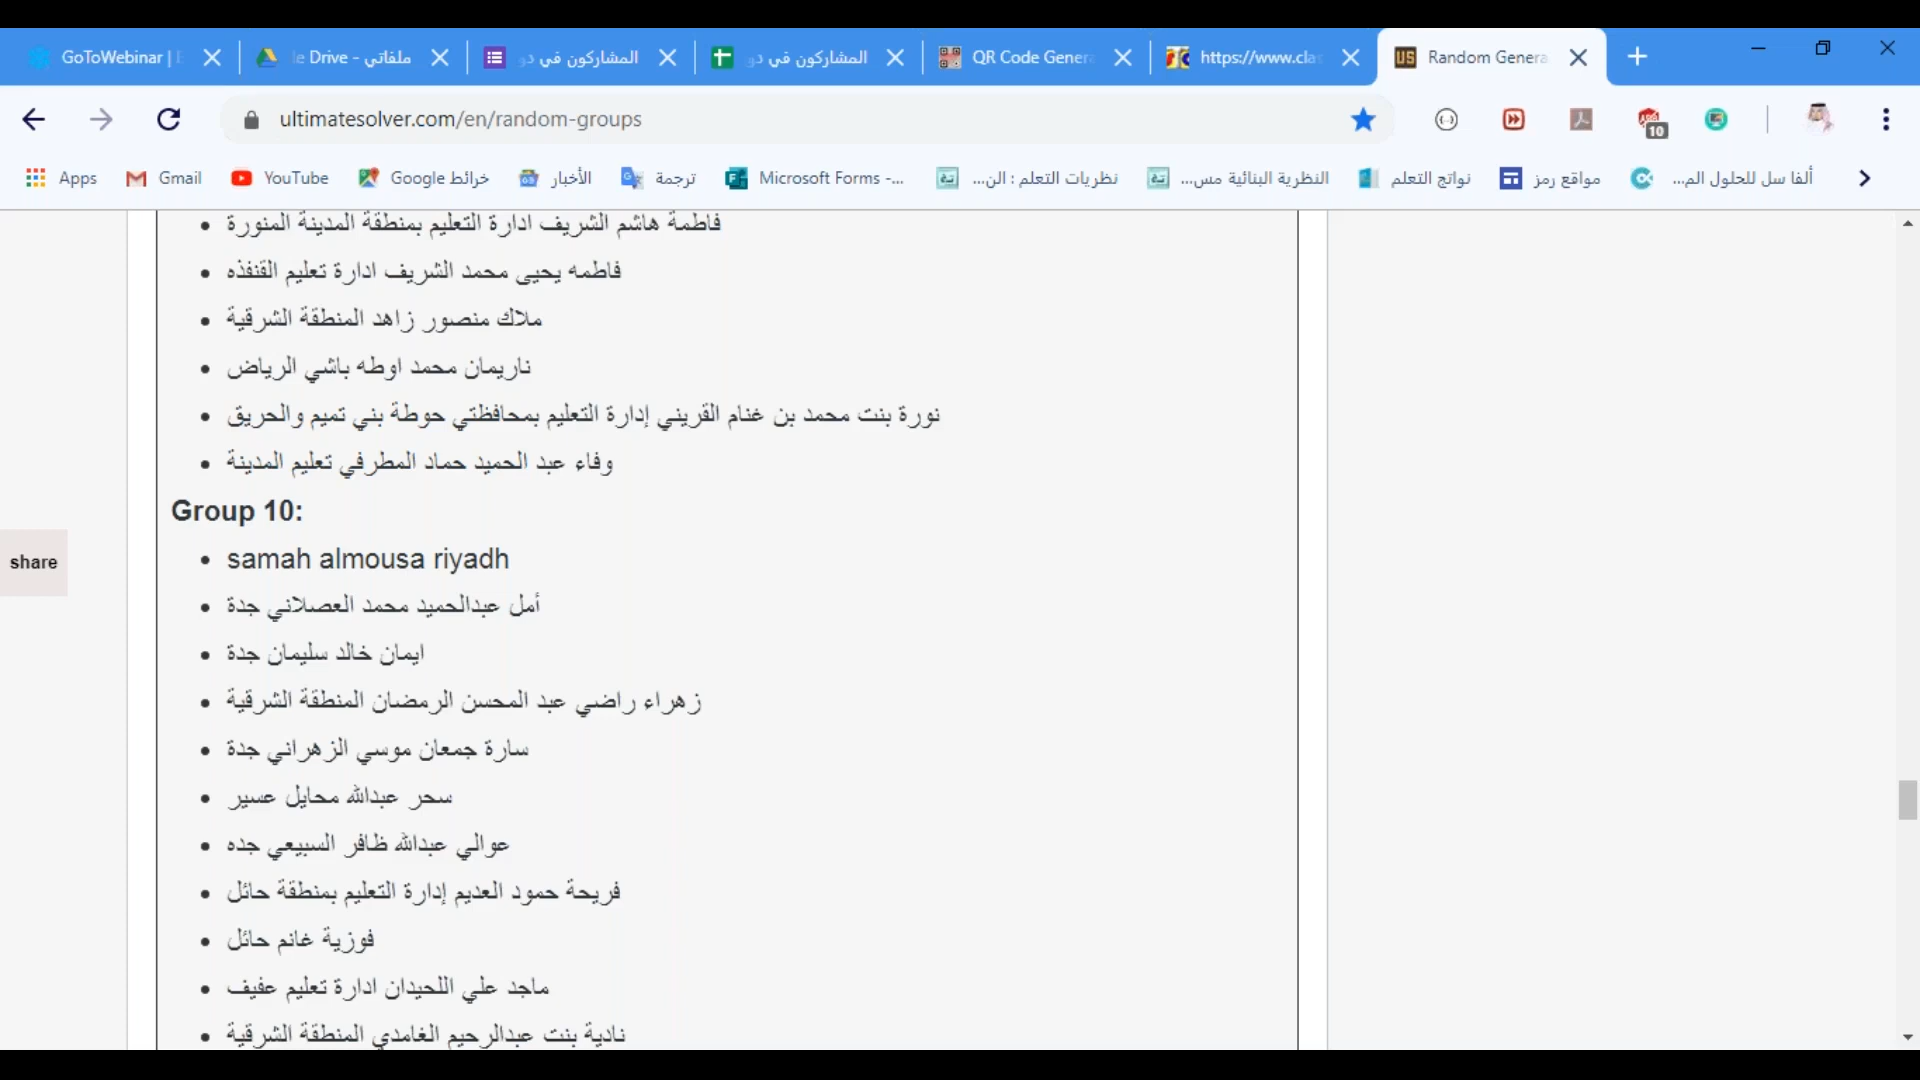 GoToWebinar |
le Drive - ملفاتي
المشاركون في دو
المشاركون في دو
QR Code Genera
https://www.clas
Random Genera
ultimatesolver.com/en/random-groups
10
Apps
Gmail
YouTube
خرائط Google
الأخبار
ترجمة
Microsoft Forms -...
نظريات التعلم : الن...
النظرية البنائية مس...
نواتج التعلم
مواقع رمز
ألفا سل للحلول الم...
فاطمة هاشم الشريف ادارة التعليم بمنطقة المدينة المنورة
فاطمه يحيى محمد الشريف ادارة تعليم القنفذه
ملاك منصور زاهد المنطقة الشرقية
ناريمان محمد اوطه باشي الرياض
نورة بنت محمد بن غنام القريني إدارة التعليم بمحافظتي حوطة بني تميم والحريق
وفاء عبد الحميد حماد المطرفي تعليم المدينة
Group 10:
samah almousa riyadh
share
أمل عبدالحميد محمد العصلاني جدة
ايمان خالد سليمان جدة
زهراء راضي عبد المحسن الرمضان المنطقة الشرقية
سارة جمعان موسي الزهراني جدة
سحر عبدالله محايل عسير
عوالي عبدالله ظافر السبيعي جده
فريحة حمود العديم إدارة التعليم بمنطقة حائل
فوزية غانم حائل
ماجد علي اللحيدان ادارة تعليم عفيف
نادية بنت عبدالرحيم الغامدي المنطقة الشرقية